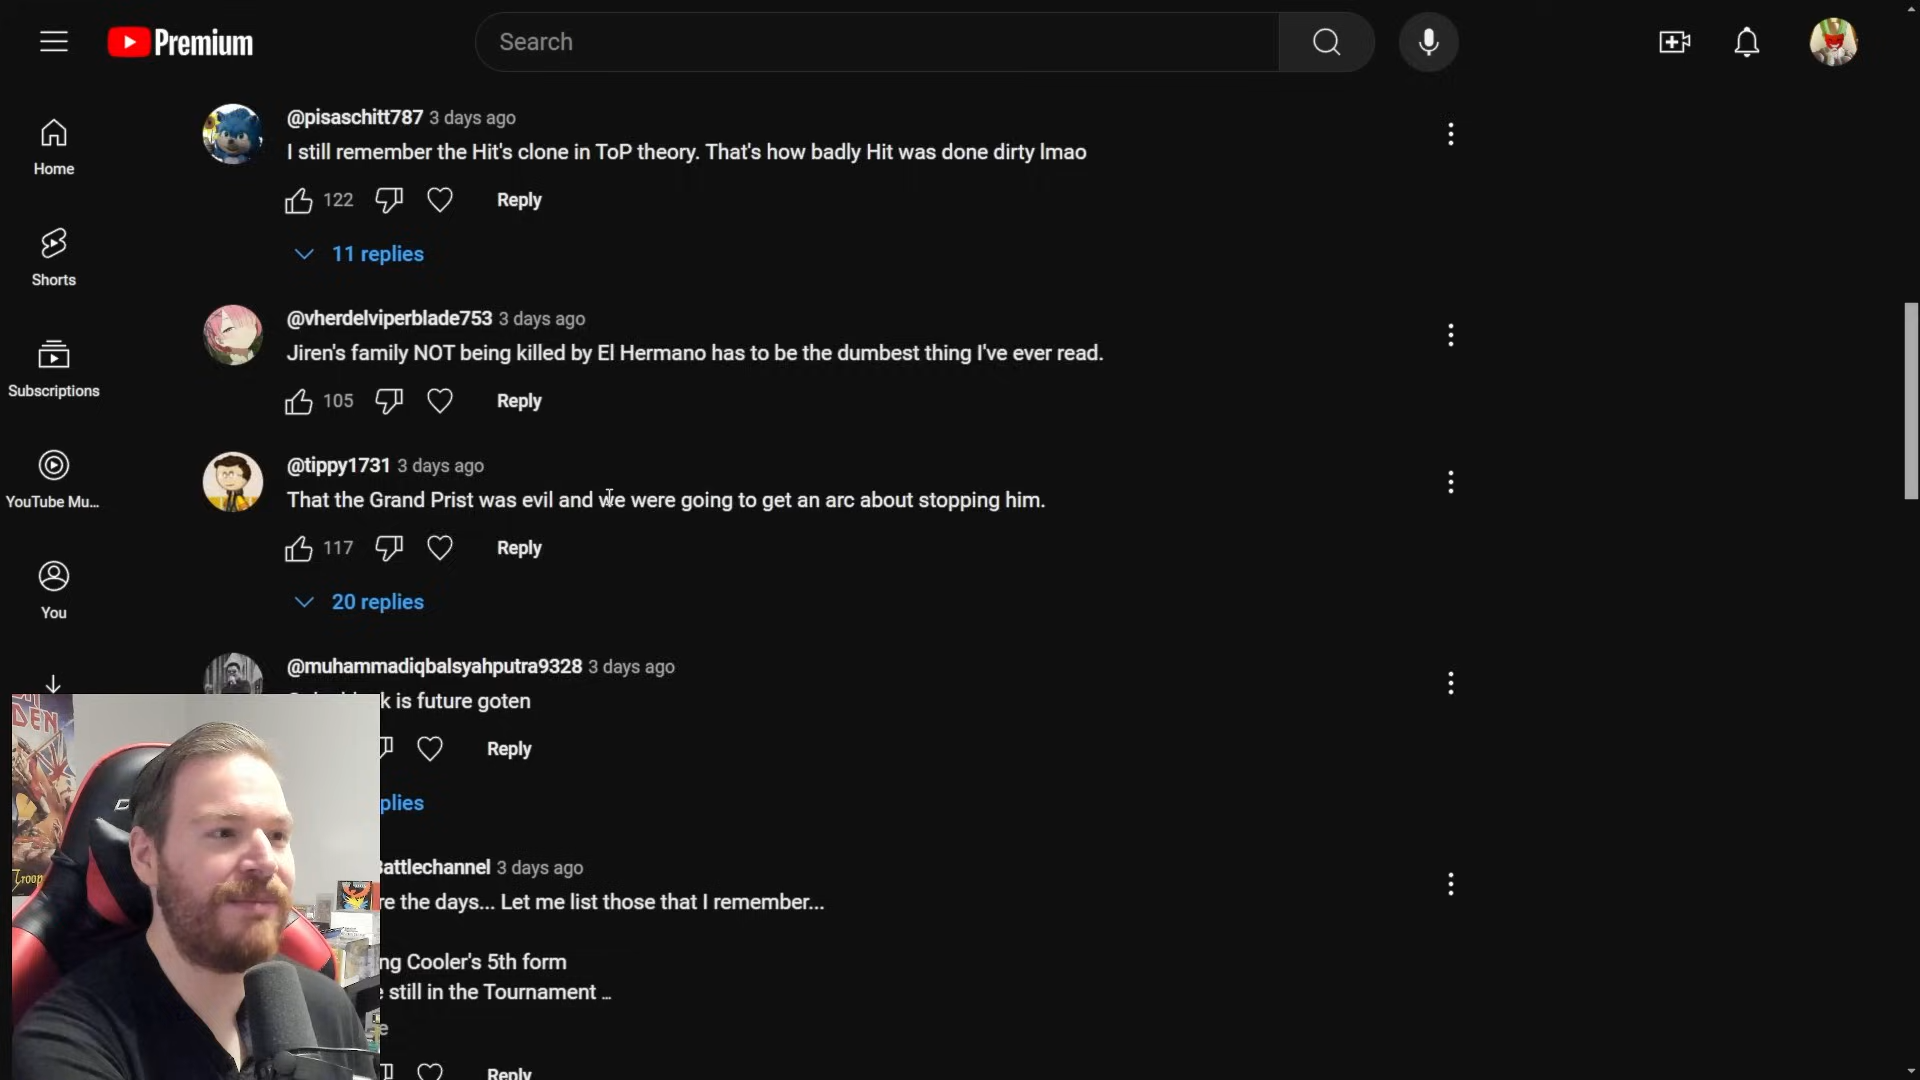 Premium
Search
Home
Shorts
Subscriptions
YouTube Mu...
You
@pisaschitt787 3 days ago
I still remember the Hit's clone in ToP theory. That's how badly Hit was done dirty lmao
122 Reply
11 replies
@vherdelviperblade753 3 days ago
Jiren's family NOT being killed by El Hermano has to be the dumbest thing I've ever read.
105 Reply
@tippy1731 3 days ago
That the Grand Prist was evil and we were going to get an arc about stopping him.
117 Reply
20 replies
@muhammadiqbalsyahputra9328 3 days ago
k is future goten
Reply
plies
Battlechannel 3 days ago
re the days... Let me list those that I remember...
ng Cooler's 5th form
e still in the Tournament ...
Reply
DEN
Troop